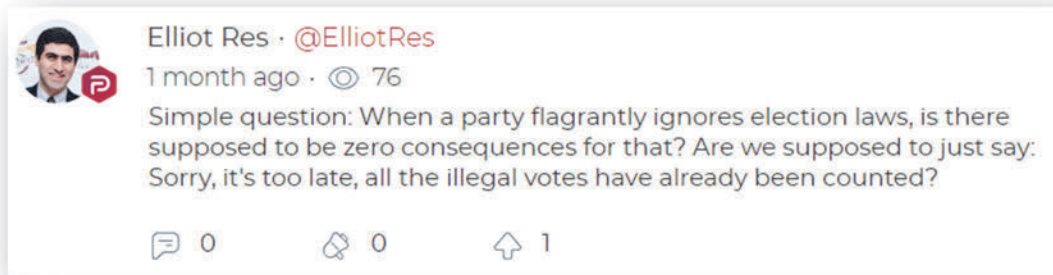 Elliot Res · @ElliotRes
1 month ago · 76
Simple question: When a party flagrantly ignores election laws, is there
supposed to be zero consequences for that? Are we supposed to just say:
Sorry, it's too late, all the illegal votes have already been counted?
0 0 1